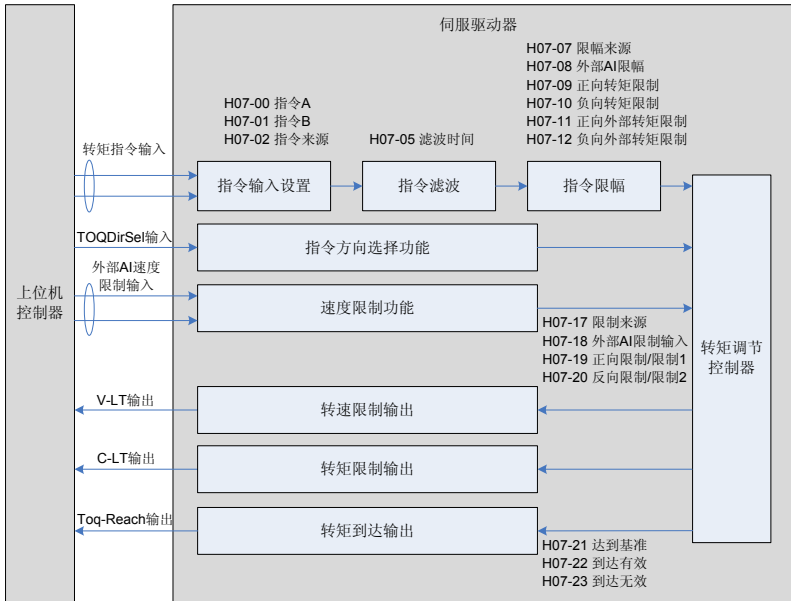 伺服驱动器
H07-07 限幅来源
H07-08 外部AI限幅
H07-09 正向转矩限制
H07-10 负向转矩限制
H07-11 正向外部转矩限制
H07-12 负向外部转矩限制
H07-00 指令A
H07-01 指令B
H07-02 指令来源
H07-05 滤波时间
转矩指令输入
指令输入设置
指令滤波
指令限幅
TOQDirSel输入
指令方向选择功能
外部AI速度
限制输入
速度限制功能
上位机
控制器
H07-17 限制来源
H07-18 外部AI限制输入
H07-19 正向限制/限制1
H07-20 反向限制/限制2
转矩调节
控制器
V-LT输出
转速限制输出
C-LT输出
转矩限制输出
Toq-Reach输出
转矩到达输出
H07-21 达到基准
H07-22 到达有效
H07-23 到达无效